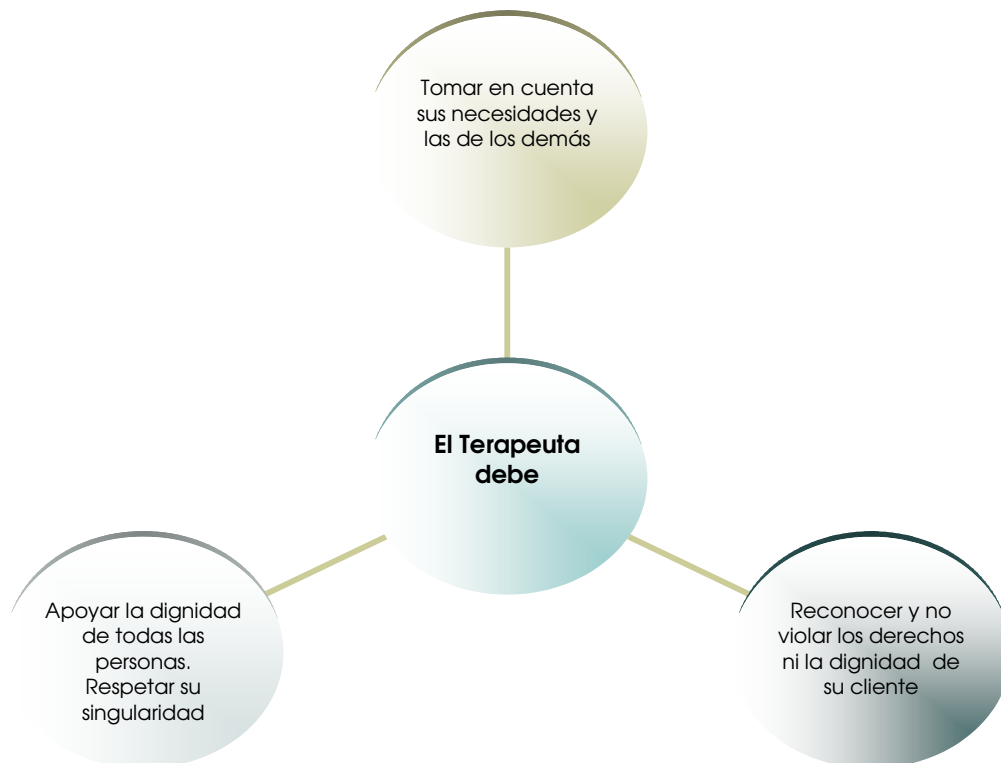 Tomar en cuenta
sus necesidades y
las de los demás
El Terapeuta
debe
Apoyar la dignidad
de todas las
personas.
Respetar su
singularidad
Reconocer y no
violar los derechos
ni la dignidad  de
su cliente